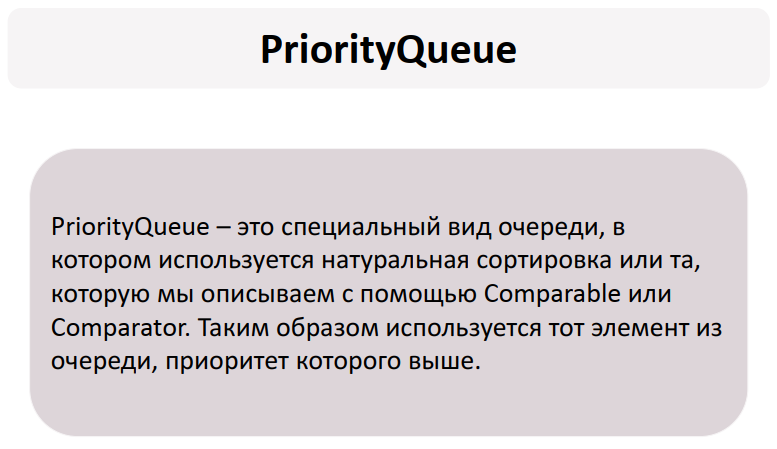 PriorityQueue
PriorityQueue – это специальный вид очереди, в
котором используется натуральная сортировка или та,
которую мы описываем с помощью Comparable или
Comparator. Таким образом используется тот элемент из
очереди, приоритет которого выше.